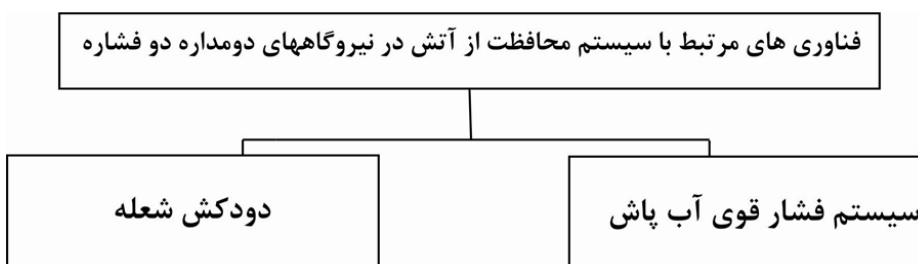 فناوری های مرتبط با سیستم محافظت از آتش در نیروگاههای دومداره دو فشاره
سیستم فشار قوی آب پاش
دودکش شعله